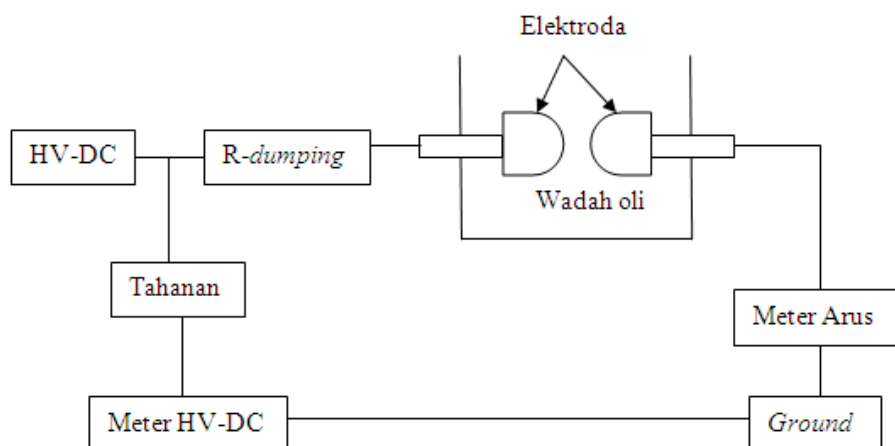 Elektroda
HV-DC
R-dumping
Wadah oli
Tahanan
Meter Arus
Meter HV-DC
Ground